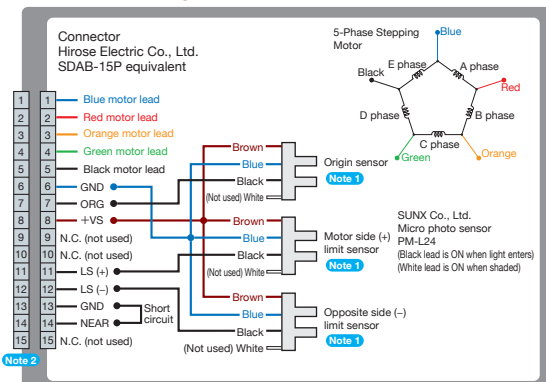 Connector
Hirose Electric Co., Ltd.
SDAB-15P equivalent
5-Phase Stepping
Motor
Blue
E phase
A phase
Black
Red
D phase
B phase
C phase
Green
Orange
1 1 Blue motor lead
2 2 Red motor lead
3 3 Orange motor lead
4 4 Green motor lead
5 5 Black motor lead
6 6 GND
7 7 ORG
8 8 +VS
9 9 N.C. (not used)
10 10 N.C. (not used)
11 11 LS (+)
12 12 LS (−)
13 13 GND
14 14 NEAR
Short
circuit
15 15 N.C. (not used)
Note 2
Brown
Blue
Black
(Not used) White
Origin sensor
Note 1
Brown
Blue
Black
(Not used) White
Motor side (+)
limit sensor
Note 1
Brown
Blue
Black
(Not used) White
Opposite side (−)
limit sensor
Note 1
SUNX Co., Ltd.
Micro photo sensor
PM-L24
(Black lead is ON when light enters)
(White lead is ON when shaded)